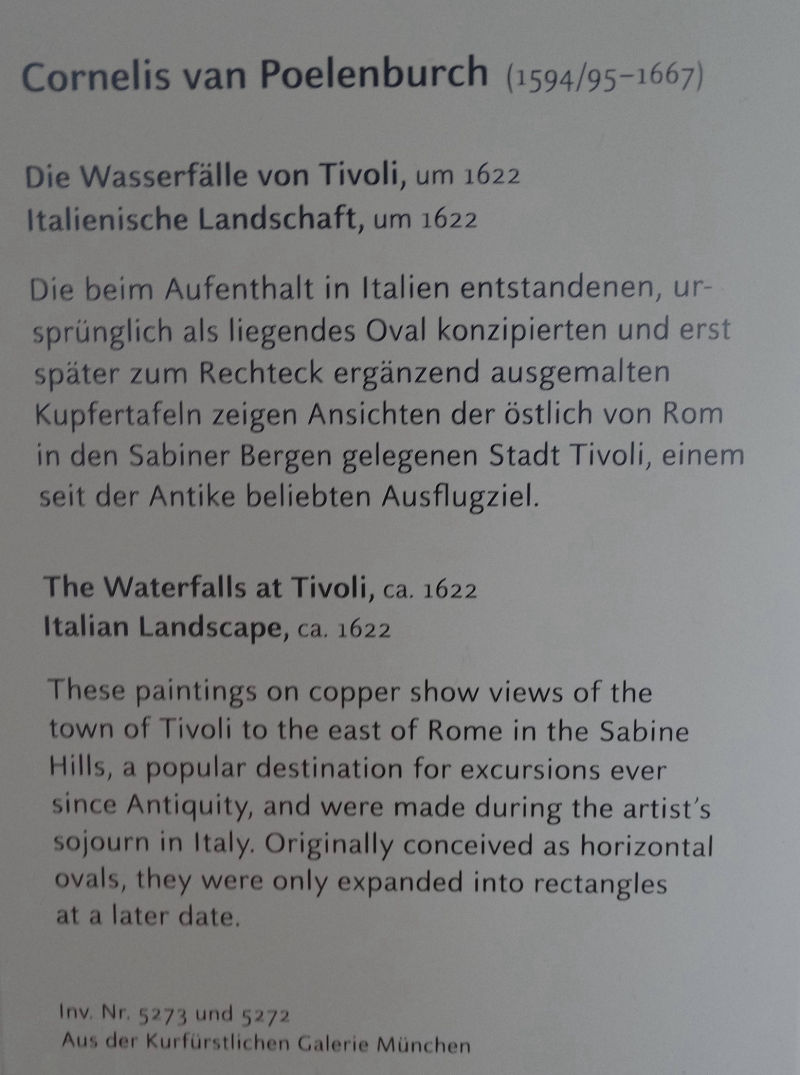 Cornelis van Poelenburch (1594/95–1667)
Die Wasserfälle von Tivoli, um 1622
Italienische Landschaft, um 1622
Die beim Aufenthalt in Italien entstandenen, ur-
sprünglich als liegendes Oval konzipierten und erst
später zum Rechteck ergänzend ausgemalten
Kupfertafeln zeigen Ansichten der östlich von Rom
in den Sabiner Bergen gelegenen Stadt Tivoli, einem
seit der Antike beliebten Ausflugziel.
The Waterfalls at Tivoli, ca. 1622
Italian Landscape, ca. 1622
These paintings on copper show views of the
town of Tivoli to the east of Rome in the Sabine
Hills, a popular destination for excursions ever
since Antiquity, and were made during the artist's
sojourn in Italy. Originally conceived as horizontal
ovals, they were only expanded into rectangles
at a later date.
Inv. Nr. 5273 und 5272
Aus der Kurfürstlichen Galerie München